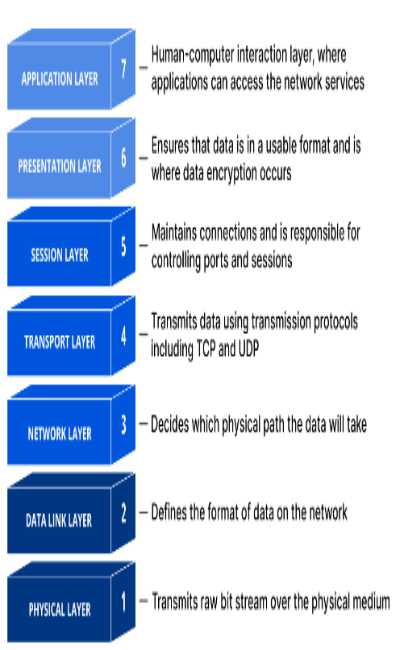 APPLICATION LAYER
7
Human-computer interaction layer, where
applications can access the network services
PRESENTATION LAYER
6
Ensures that data is in a usable format and is
where data encryption occurs
SESSION LAYER
5
Maintains connections and is responsible for
controlling ports and sessions
TRANSPORT LAYER
4
Transmits data using transmission protocols
including TCP and UDP
NETWORK LAYER
3
Decides which physical path the data will take
DATA LINK LAYER
2
Defines the format of data on the network
PHYSICAL LAYER
1
Transmits raw bit stream over the physical medium